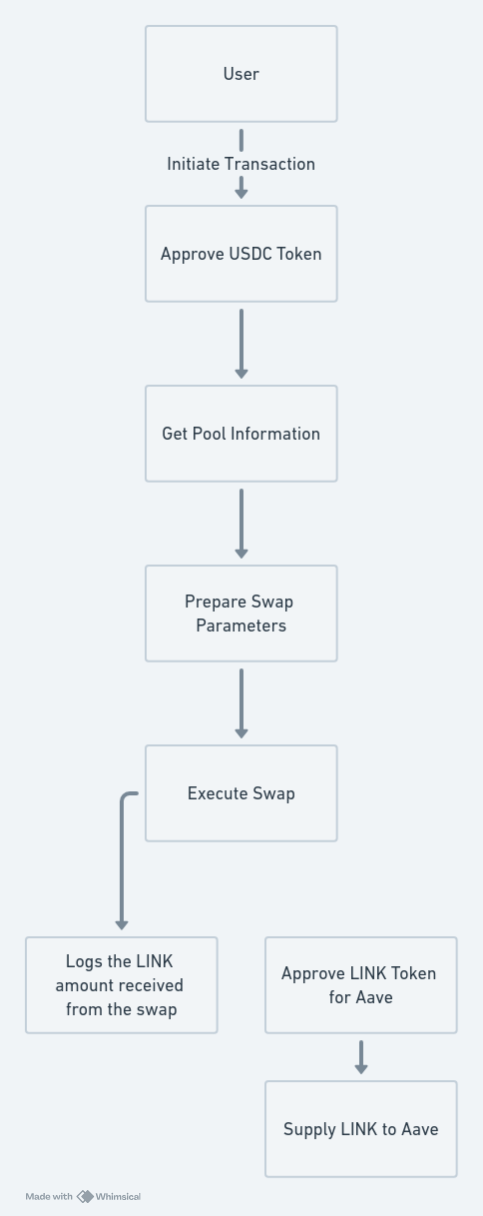 User
Initiate Transaction
Approve USDC Token
Get Pool Information
Prepare Swap
Parameters
Execute Swap
Logs the LINK
amount received
from the swap
Approve LINK Token
for Aave
Supply LINK to Aave
Made with Whimsical